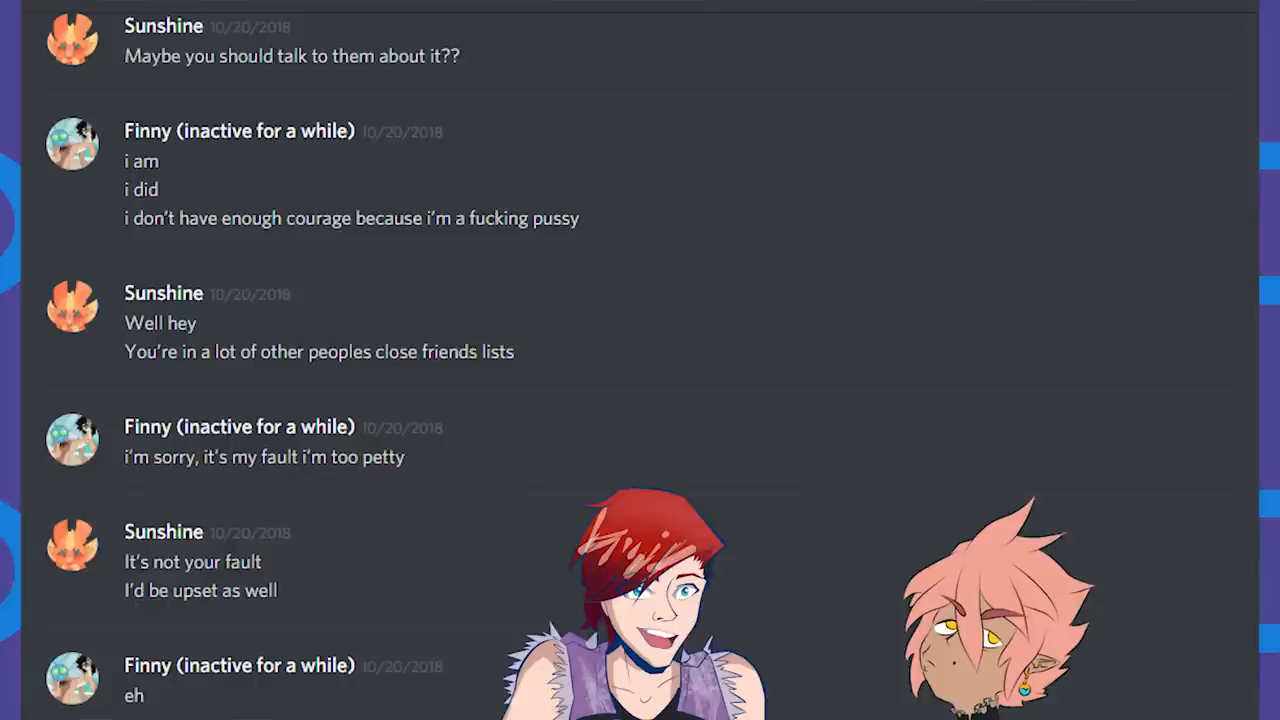 Sunshine 10/20/2018
Maybe you should talk to them about it??
Finny (inactive for a while) 10/20/2018
i am
i did
i don't have enough courage because i'm a fucking pussy
Sunshine 10/20/2018
Well hey
You're in a lot of other peoples close friends lists
Finny (inactive for a while) 10/20/2018
i'm sorry, it's my fault i'm too petty
Sunshine 10/20/2018
It's not your fault
I'd be upset as well
Finny (inactive for a while) 10/20/2018
eh